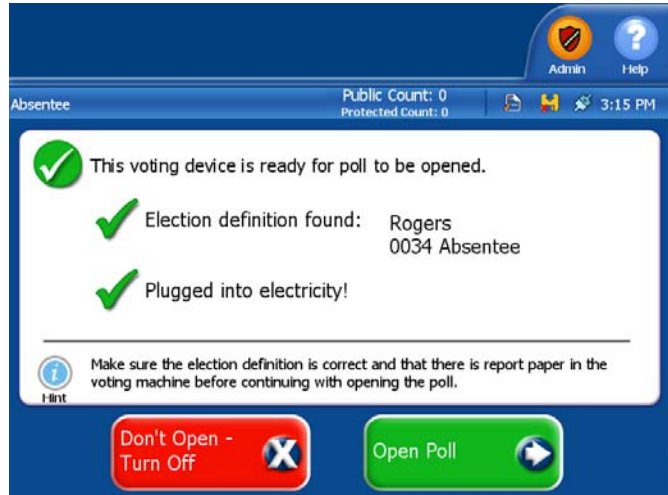 Admin
Help
Absentee
Public Count: 0
Protected Count: 0
3:15 PM
This voting device is ready for poll to be opened.
Election definition found:
Rogers
0034 Absentee
Plugged into electricity!
Hint
Make sure the election definition is correct and that there is report paper in the
voting machine before continuing with opening the poll.
Don't Open -
Turn Off
Open Poll